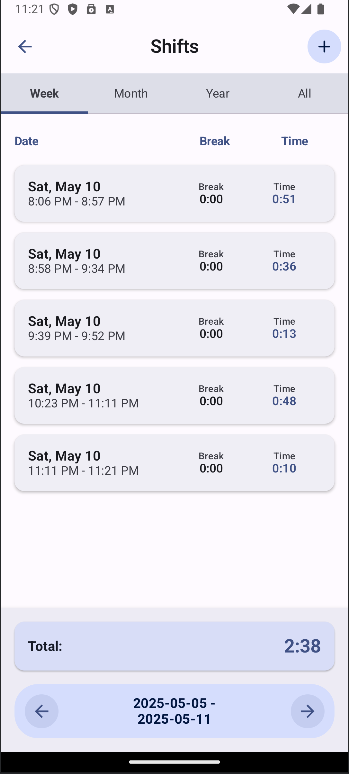 11:21
Shifts
Week Month Year All
Date Break Time
Sat, May 10 Break Time
8:06 PM - 8:57 PM 0:00 0:51
Sat, May 10 Break Time
8:58 PM - 9:34 PM 0:00 0:36
Sat, May 10 Break Time
9:39 PM - 9:52 PM 0:00 0:13
Sat, May 10 Break Time
10:23 PM - 11:11 PM 0:00 0:48
Sat, May 10 Break Time
11:11 PM - 11:21 PM 0:00 0:10
Total: 2:38
2025-05-05 -
2025-05-11